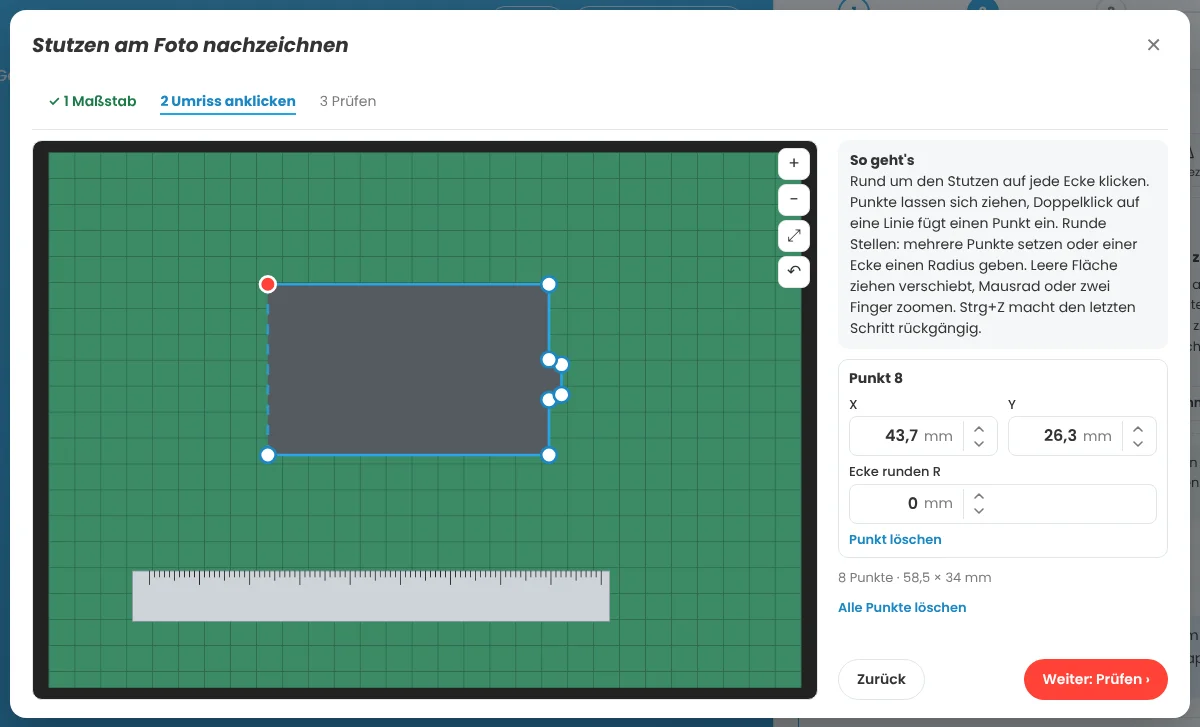 Stutzen am Foto nachzeichnen
✓ 1 Maßstab
2 Umriss anklicken
3 Prüfen
So geht's
Rund um den Stutzen auf jede Ecke klicken.
Punkte lassen sich ziehen, Doppelklick auf
eine Linie fügt einen Punkt ein. Runde
Stellen: mehrere Punkte setzen oder einer
Ecke einen Radius geben. Leere Fläche
ziehen verschiebt, Mausrad oder zwei
Finger zoomen. Strg+Z macht den letzten
Schritt rückgängig.
Punkt 8
X
Y
43,7 mm
26,3 mm
Ecke runden R
0 mm
Punkt löschen
8 Punkte · 58,5 × 34 mm
Alle Punkte löschen
Zurück
Weiter: Prüfen ›